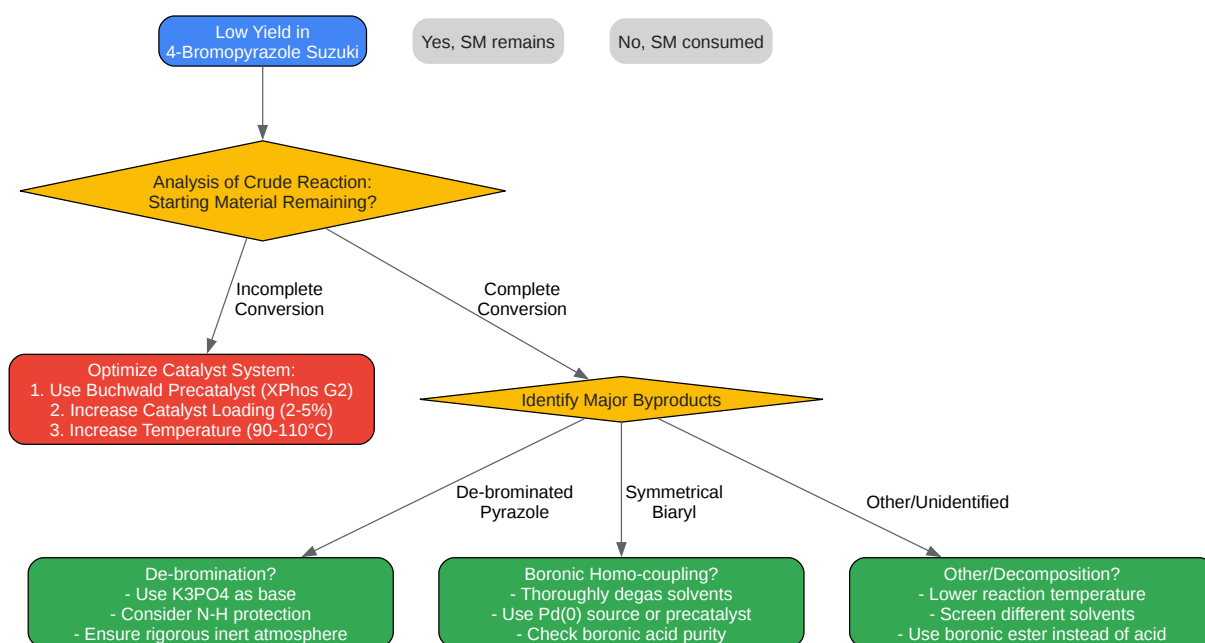 Low Yield in
4-Bromopyrazole Suzuki
Yes, SM remains
No, SM consumed
Analysis of Crude Reaction:
Starting Material Remaining?
Incomplete
Conversion
Complete
Conversion
Optimize Catalyst System:
1. Use Buchwald Precatalyst (XPhos G2)
2. Increase Catalyst Loading (2-5%)
3. Increase Temperature (90-110°C)
Identify Major Byproducts
De-brominated
Pyrazole
Symmetrical
Biaryl
Other/Unidentified
De-bromination?
- Use K3PO4 as base
- Consider N-H protection
- Ensure rigorous inert atmosphere
Boronic Homo-coupling?
- Thoroughly degas solvents
- Use Pd(0) source or precatalyst
- Check boronic acid purity
Other/Decomposition?
- Lower reaction temperature
- Screen different solvents
- Use boronic ester instead of acid